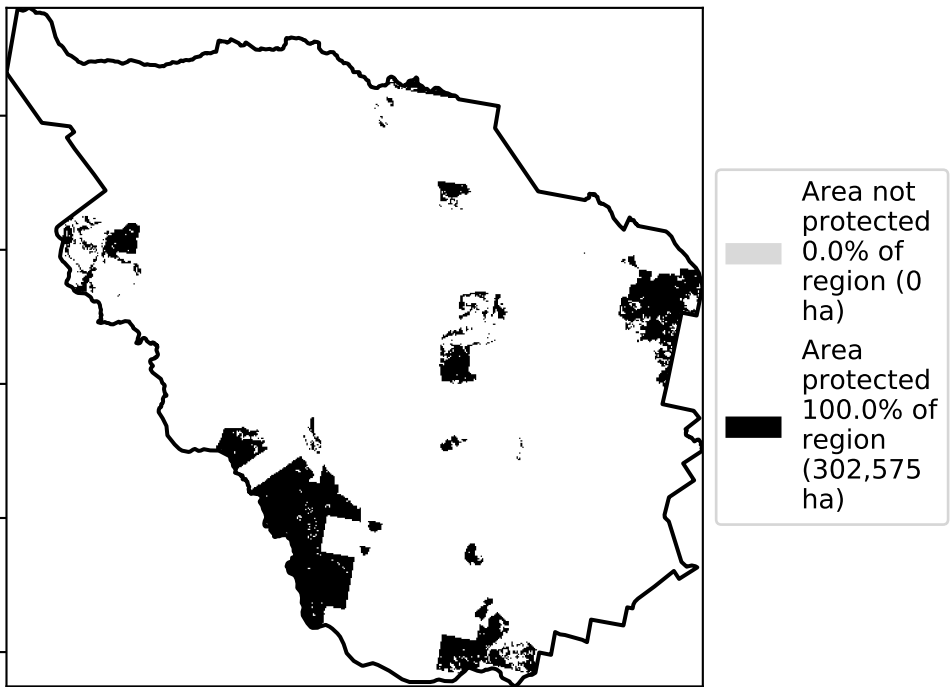 Area not
protected
0.0% of
region (0
ha)
Area
protected
100.0% of
region
(302,575
ha)